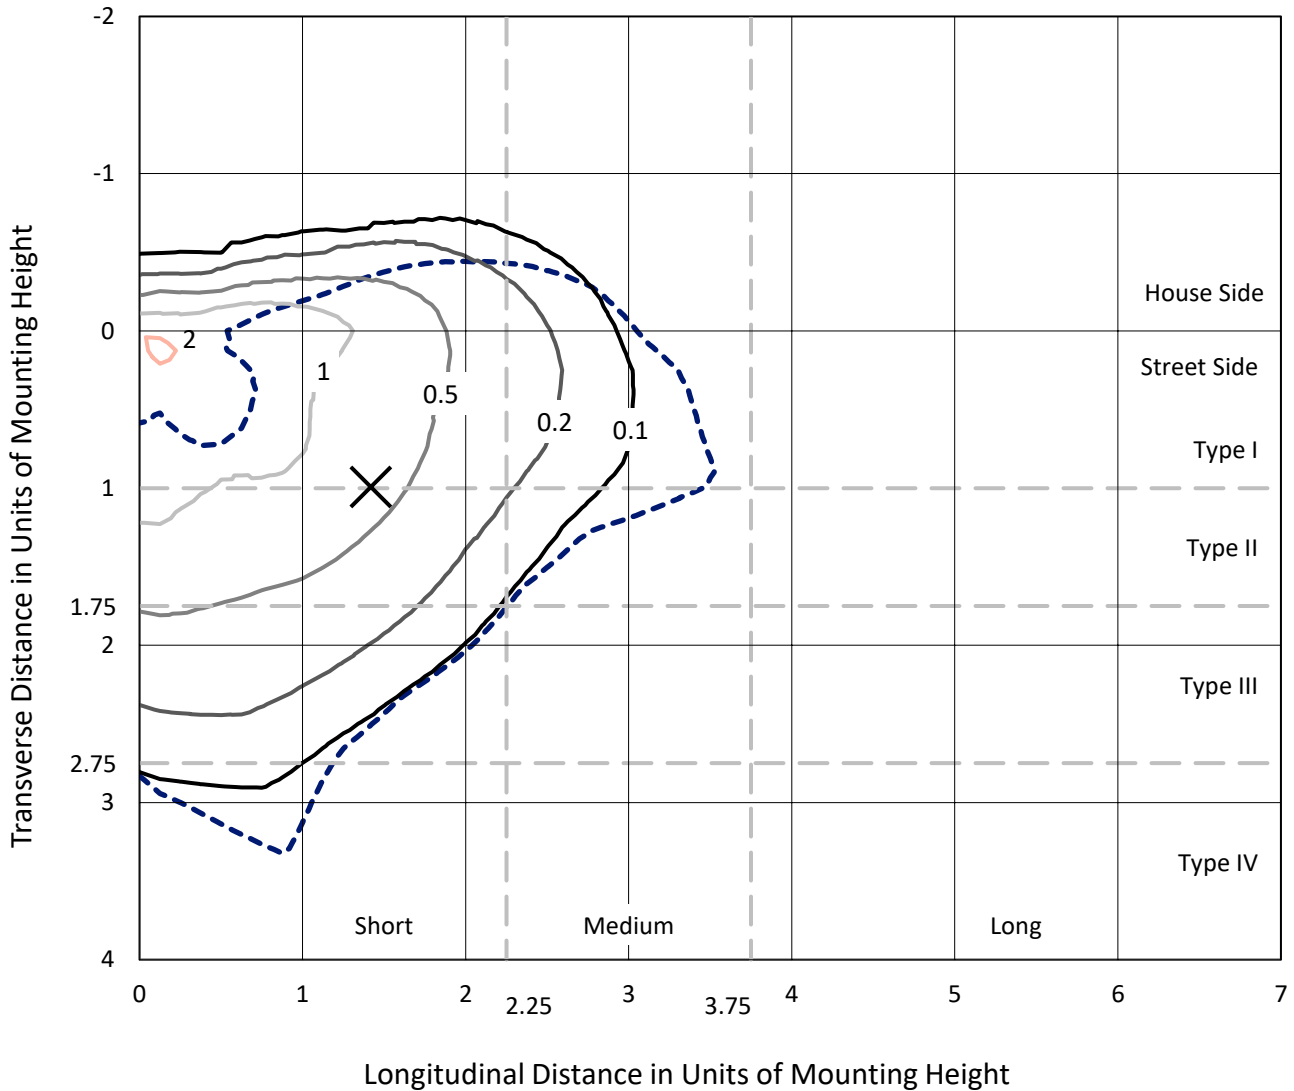 -2
-1
House Side
0
2
Street Side
1
0.5
0.2
0.1
Type I
1
Type II
1.75
2
Type III
2.75
3
Type IV
Short
Medium
Long
4
0
1
2
2.25
3
3.75
4
5
6
7
Transverse Distance in Units of Mounting Height
Longitudinal Distance in Units of Mounting Height